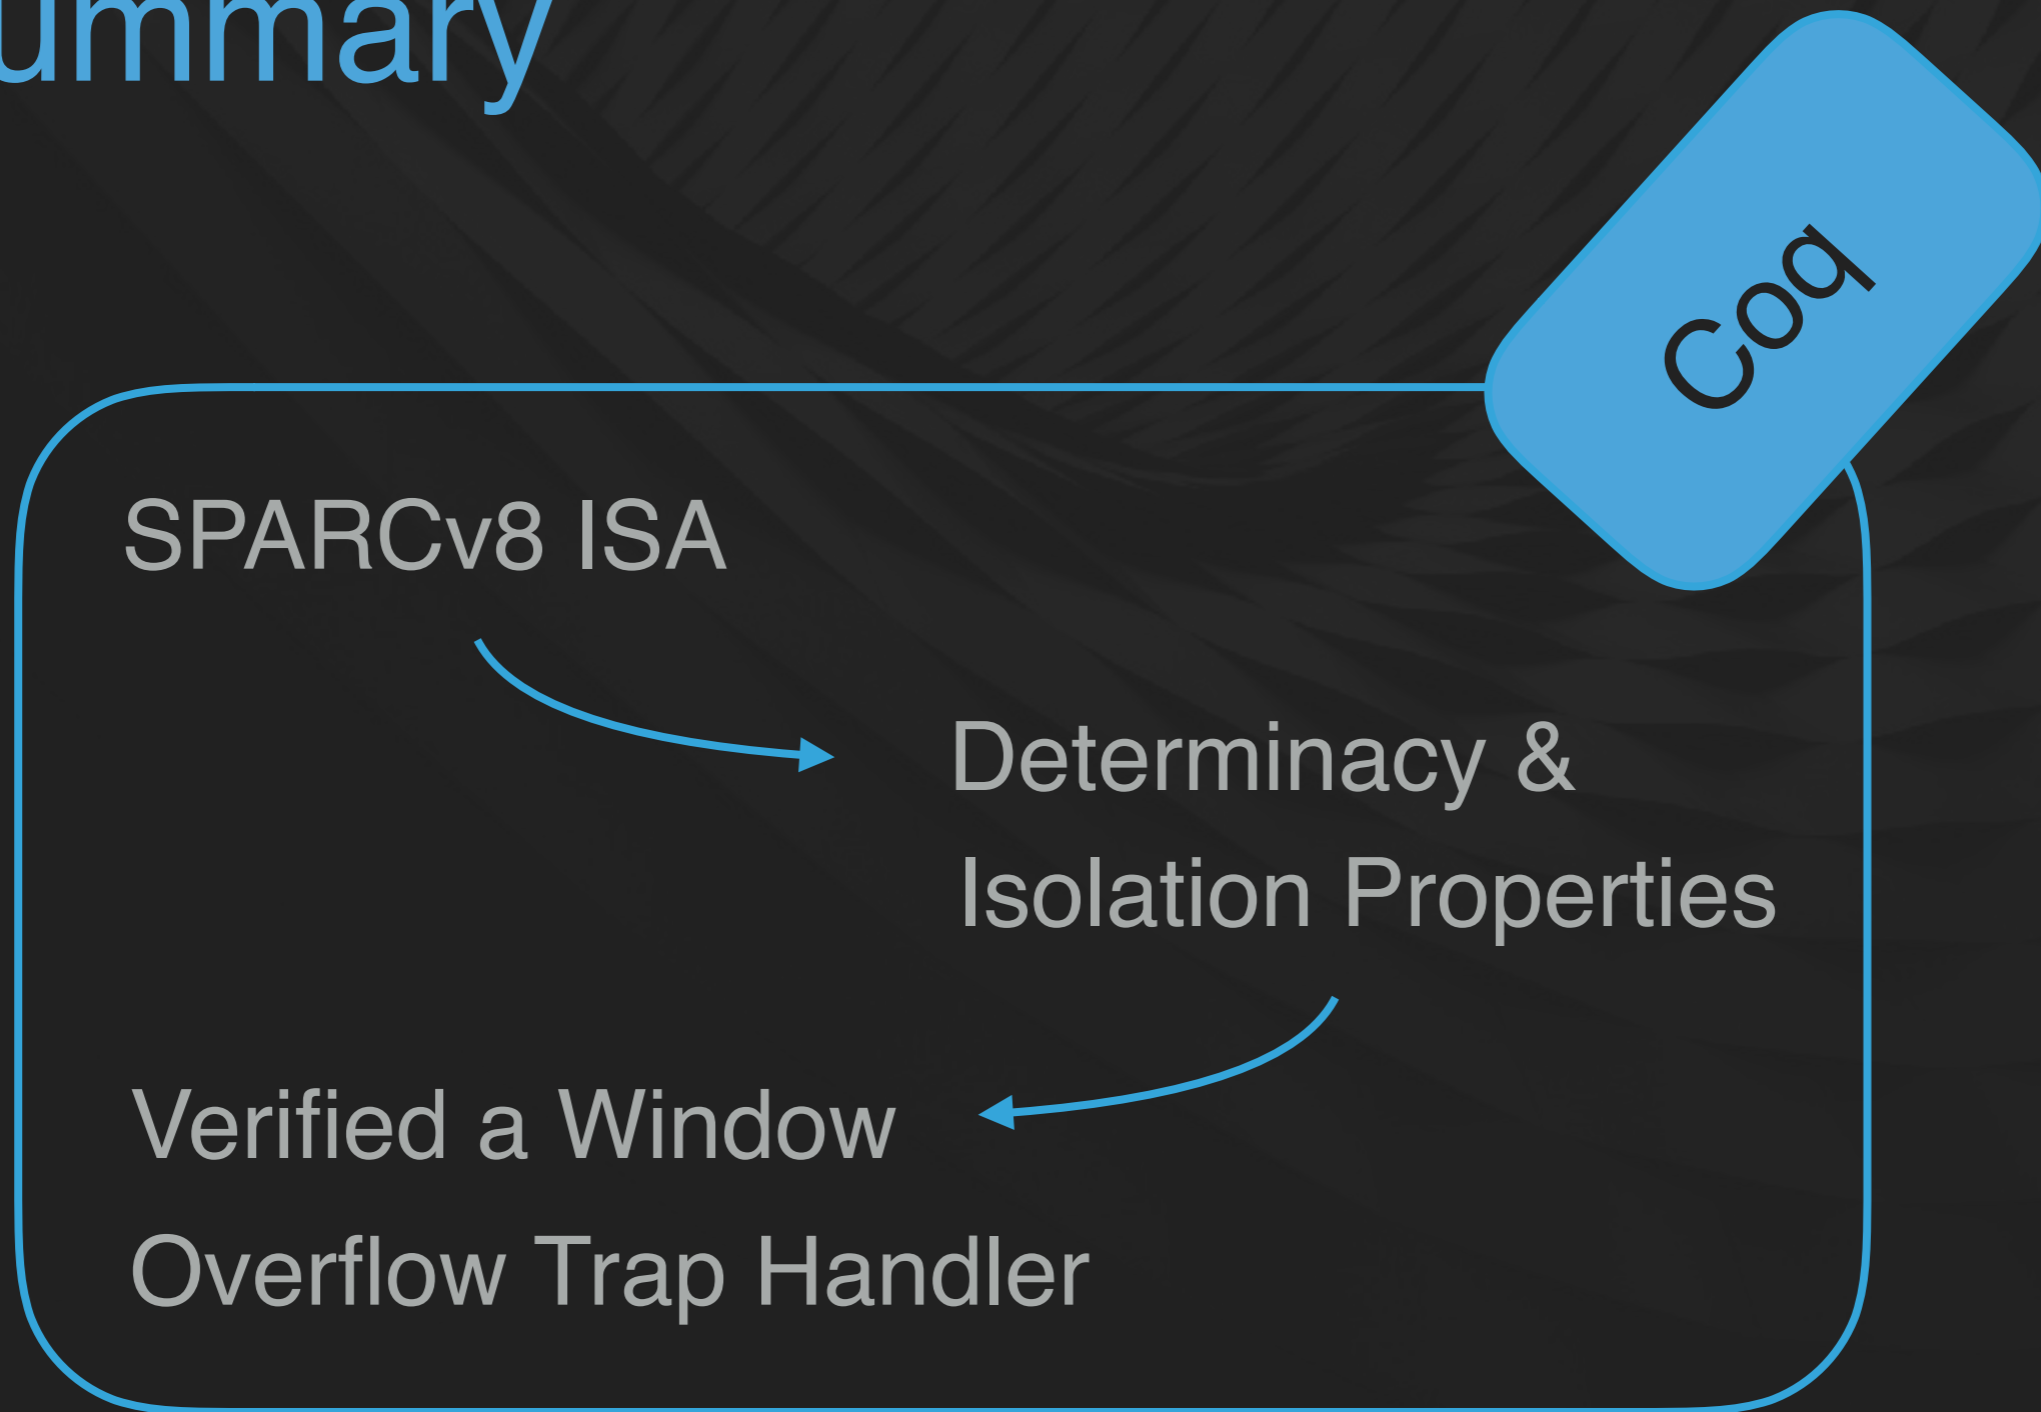 ummary
Coq
SPARCv8 ISA
Determinacy &
Isolation Properties
Verified a Window
Overflow Trap Handler